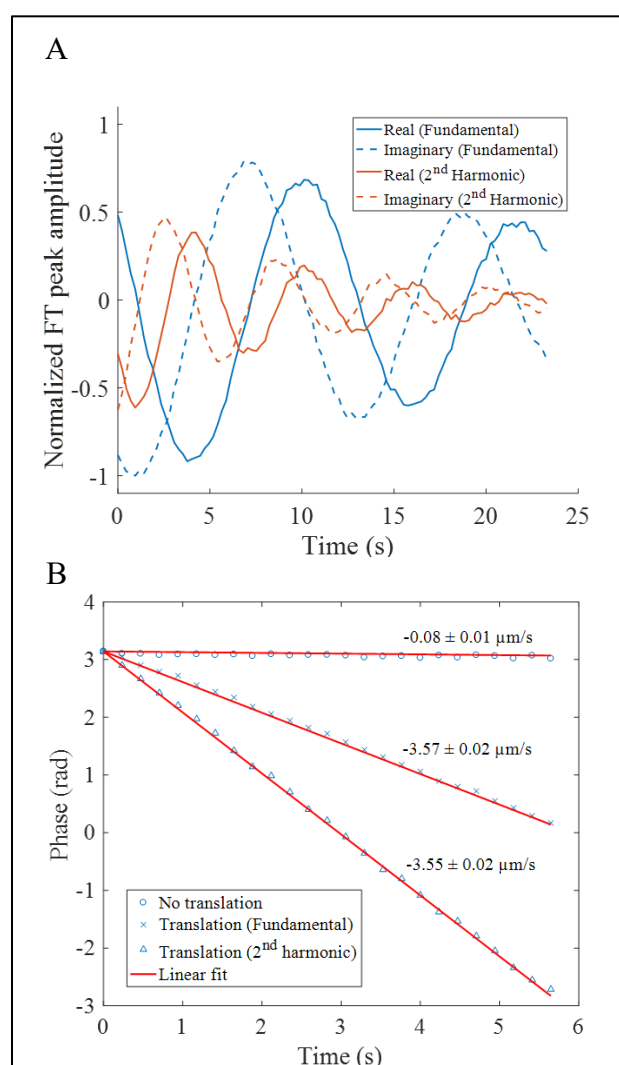 A
Normalized FT peak amplitude
1
0.5
0
-0.5
-1
Real (Fundamental)
Imaginary (Fundamental)
Real (2nd Harmonic)
Imaginary (2nd Harmonic)
0 5 10 15 20 25
Time (s)
B
Phase (rad)
4
3
2
1
0
-1
-2
-3
-0.08 ± 0.01 µm/s
-3.57 ± 0.02 µm/s
-3.55 ± 0.02 µm/s
No translation
Translation (Fundamental)
Translation (2nd harmonic)
Linear fit
0 1 2 3 4 5 6
Time (s)